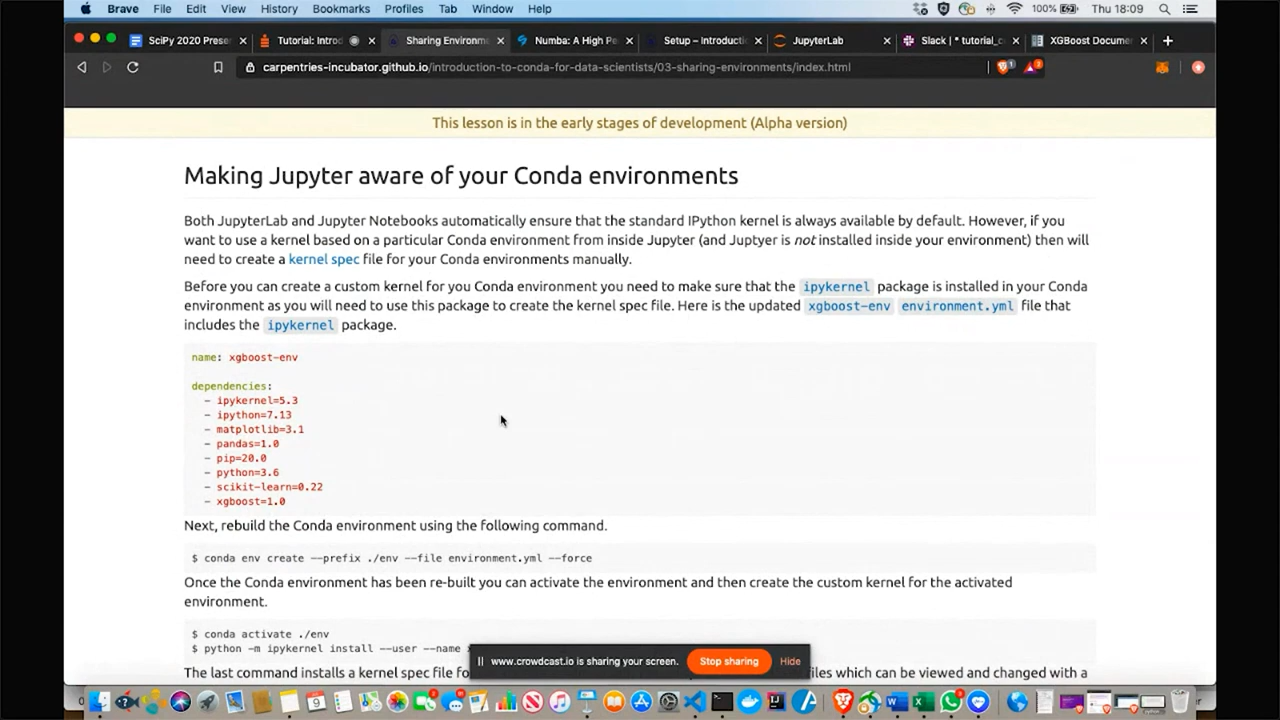 Brave File Edit View History Bookmarks Profiles Tab Window Help 100% Thu 18:09
SciPy 2020 Prese Tutorial: Introd Sharing Environme Numba: A High P Setup – Introductio JupyterLab Slack | * tutorial_c XGBoost Docume
carpentries-incubator.github.io/introduction-to-conda-for-data-scientists/03-sharing-environments/index.html
This lesson is in the early stages of development (Alpha version)
Making Jupyter aware of your Conda environments
Both JupyterLab and Jupyter Notebooks automatically ensure that the standard IPython kernel is always available by default. However, if you
want to use a kernel based on a particular Conda environment from inside Jupyter (and Juptyer is not installed inside your environment) then will
need to create a kernel spec file for your Conda environments manually.
Before you can create a custom kernel for you Conda environment you need to make sure that the ipykernel package is installed in your Conda
environment as you will need to use this package to create the kernel spec file. Here is the updated xgboost-env environment.yml file that
includes the ipykernel package.
name: xgboost-env
dependencies:
- ipykernel=5.3
- ipython=7.13
- matplotlib=3.1
- pandas=1.0
- pip=20.0
- python=3.6
- scikit-learn=0.22
- xgboost=1.0
Next, rebuild the Conda environment using the following command.
$ conda env create --prefix ./env --file environment.yml --force
Once the Conda environment has been re-built you can activate the environment and then create the custom kernel for the activated
environment.
$ conda activate ./env
$ python -m ipykernel install --user --name
www.crowdcast.io is sharing your screen. Stop sharing Hide
The last command installs a kernel spec file fo iles which can be viewed and changed with a